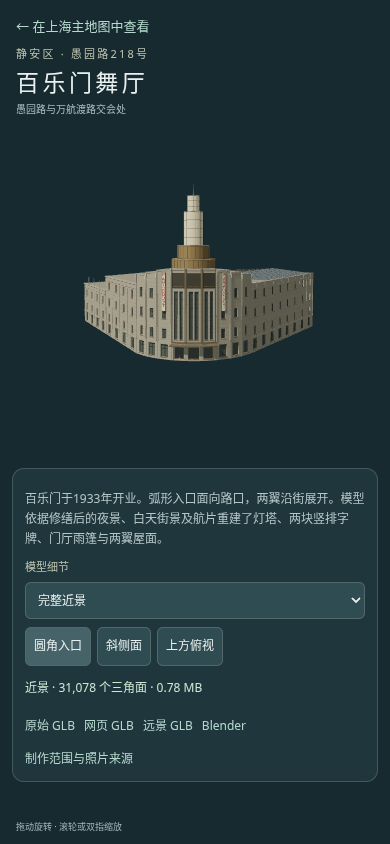 ← 在上海主地图中查看
静安区 · 愚园路218号
百乐门舞厅
愚园路与万航渡路交会处
百乐门于1933年开业。弧形入口面向路口，两翼沿街展开。模型
依据修缮后的夜景、白天街景及航片重建了灯塔、两块竖排字
牌、门厅雨篷与两翼屋面。
模型细节
完整近景
圆角入口 斜侧面 上方俯视
近景 · 31,078 个三角面 · 0.78 MB
原始 GLB 网页 GLB 远景 GLB Blender
制作范围与照片来源
拖动旋转 · 滚轮或双指缩放